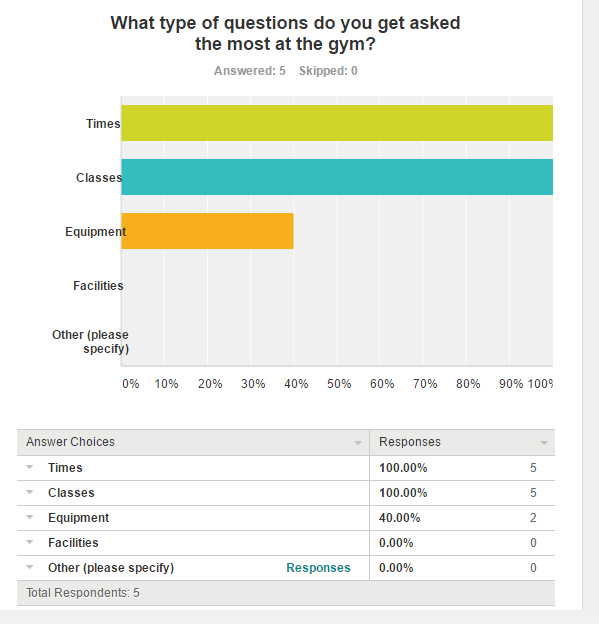 What type of questions do you get asked
the most at the gym?
Answered: 5 Skipped: 0
Times
Classes
Equipment
Facilities
Other (please
specify)
0% 10% 20% 30% 40% 50% 60% 70% 80% 90% 100%
Answer Choices Responses
Times 100.00% 5
Classes 100.00% 5
Equipment 40.00% 2
Facilities 0.00% 0
Other (please specify) Responses 0.00% 0
Total Respondents: 5